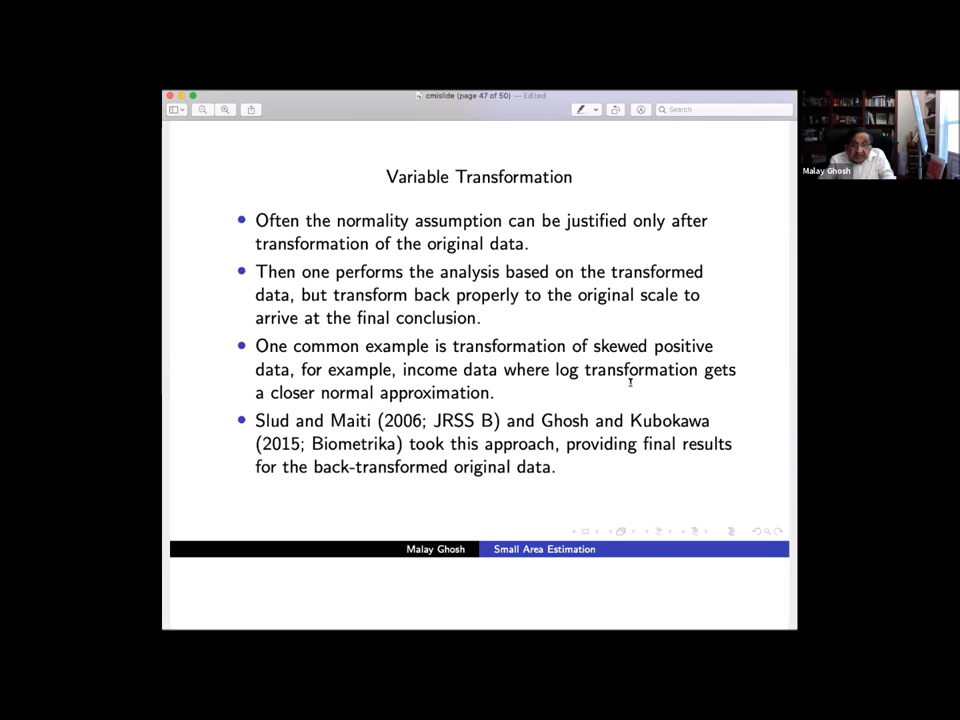 cmislide (page 47 of 50) — Edited
Search
Variable Transformation
Often the normality assumption can be justified only after
transformation of the original data.
Then one performs the analysis based on the transformed
data, but transform back properly to the original scale to
arrive at the final conclusion.
One common example is transformation of skewed positive
data, for example, income data where log transformation gets
a closer normal approximation.
Slud and Maiti (2006; JRSS B) and Ghosh and Kubokawa
(2015; Biometrika) took this approach, providing final results
for the back-transformed original data.
Malay Ghosh Small Area Estimation
Malay Ghosh